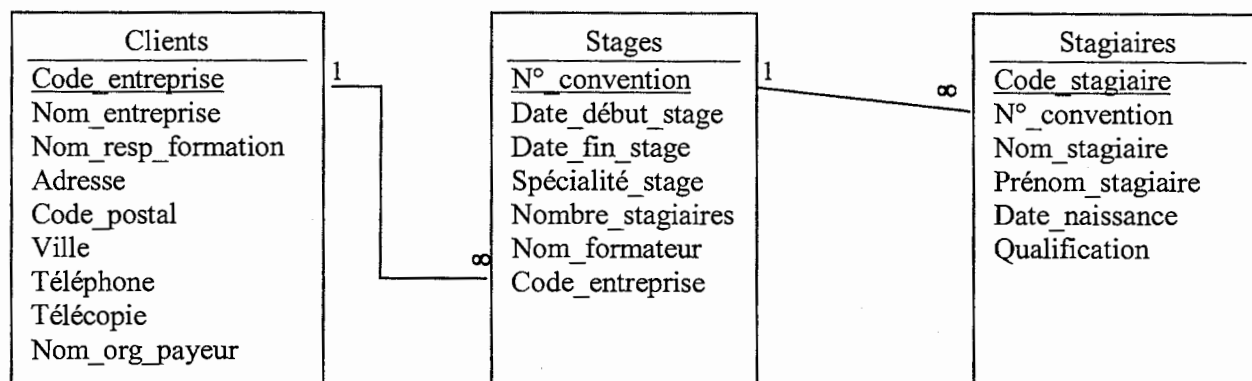 Clients
Code_entreprise
Nom_entreprise
Nom_resp_formation
Adresse
Code_postal
Ville
Téléphone
Télécopie
Nom_org_payeur
1
∞
Stages
N°_convention
Date_début_stage
Date_fin_stage
Spécialité_stage
Nombre_stagiaires
Nom_formateur
Code_entreprise
1
∞
Stagiaires
Code_stagiaire
N°_convention
Nom_stagiaire
Prénom_stagiaire
Date_naissance
Qualification